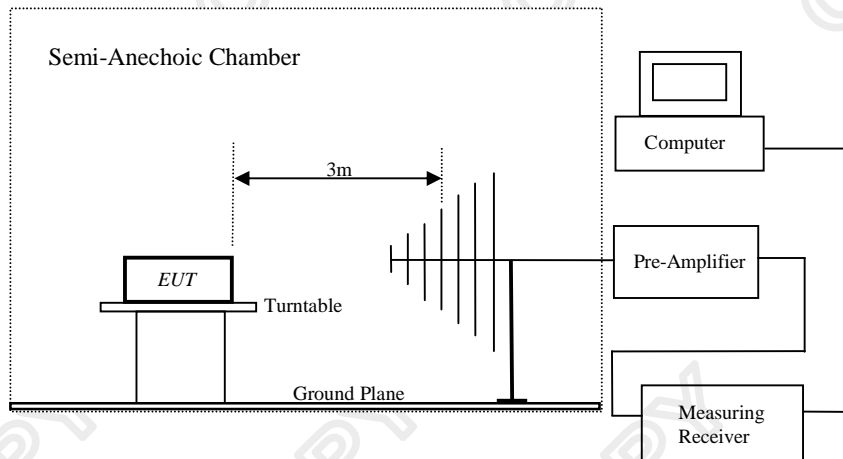 Semi-Anechoic Chamber
3m
EUT
Turntable
Ground Plane
Computer
Pre-Amplifier
Measuring
Receiver